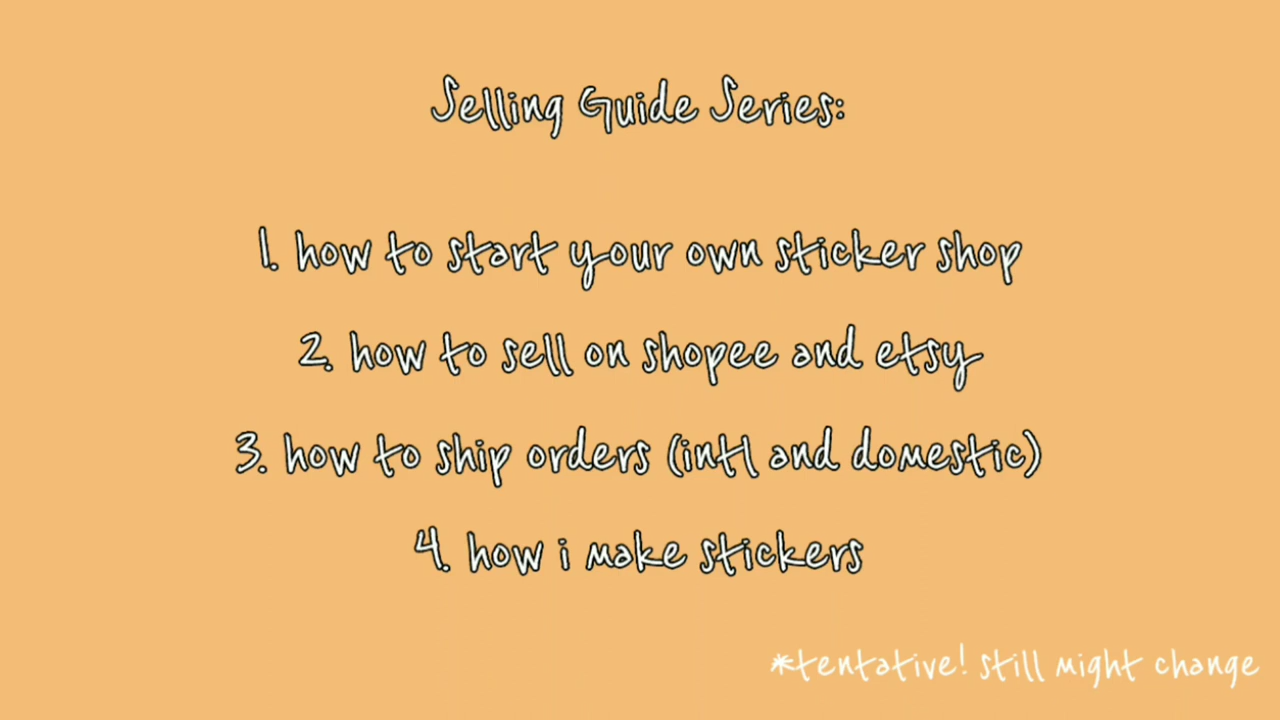 Selling Guide Series:
1. how to start your own sticker shop
2. how to sell on shopee and etsy
3. how to ship orders (intl and domestic)
4. how i make stickers
*tentative! still might change